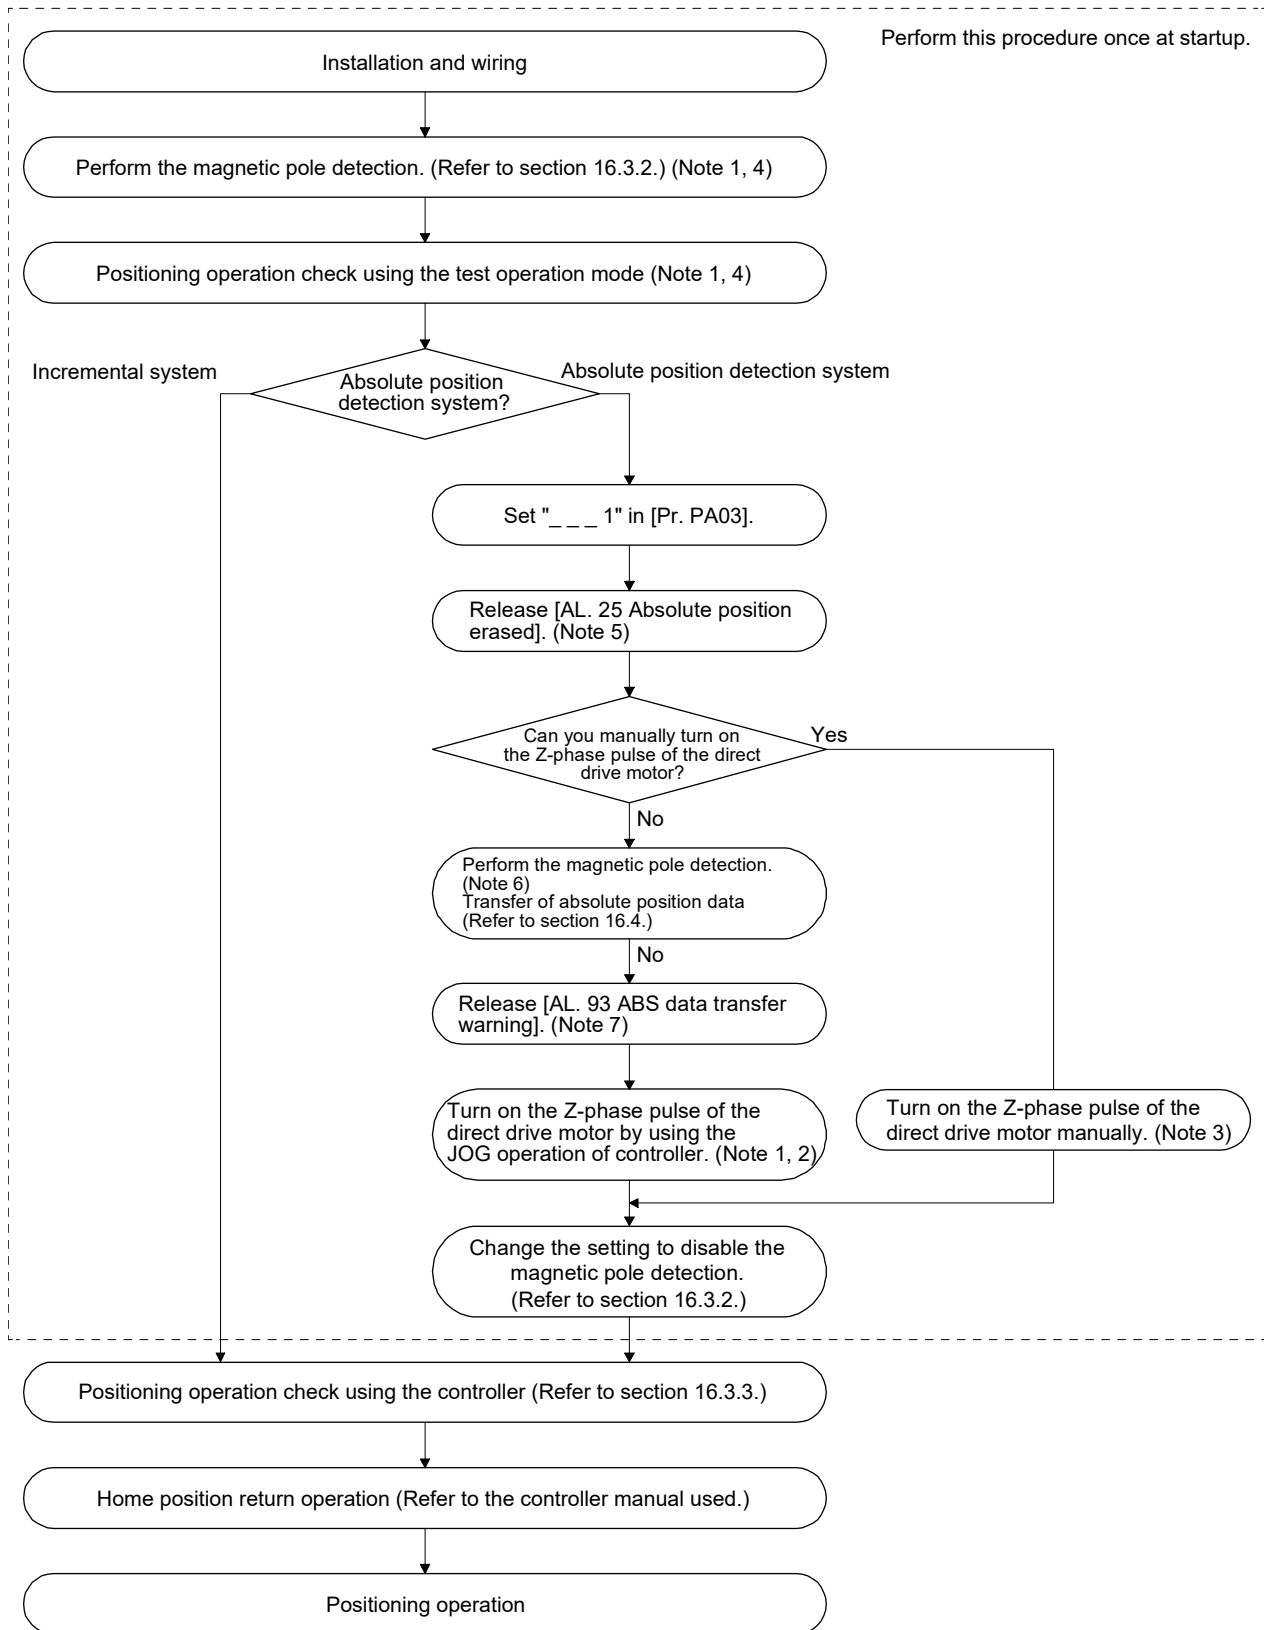 Perform this procedure once at startup.
Installation and wiring
Perform the magnetic pole detection. (Refer to section 16.3.2.) (Note 1, 4)
Positioning operation check using the test operation mode (Note 1, 4)
Incremental system
Absolute position detection system
Absolute position
detection system?
Set "_ _ _ 1" in [Pr. PA03].
Release [AL. 25 Absolute position
erased]. (Note 5)
Can you manually turn on
the Z-phase pulse of the direct
drive motor?
Yes
No
Perform the magnetic pole detection.
(Note 6)
Transfer of absolute position data
(Refer to section 16.4.)
No
Release [AL. 93 ABS data transfer
warning]. (Note 7)
Turn on the Z-phase pulse of the
direct drive motor by using the
JOG operation of controller. (Note 1, 2)
Turn on the Z-phase pulse of the
direct drive motor manually. (Note 3)
Change the setting to disable the
magnetic pole detection.
(Refer to section 16.3.2.)
Positioning operation check using the controller (Refer to section 16.3.3.)
Home position return operation (Refer to the controller manual used.)
Positioning operation